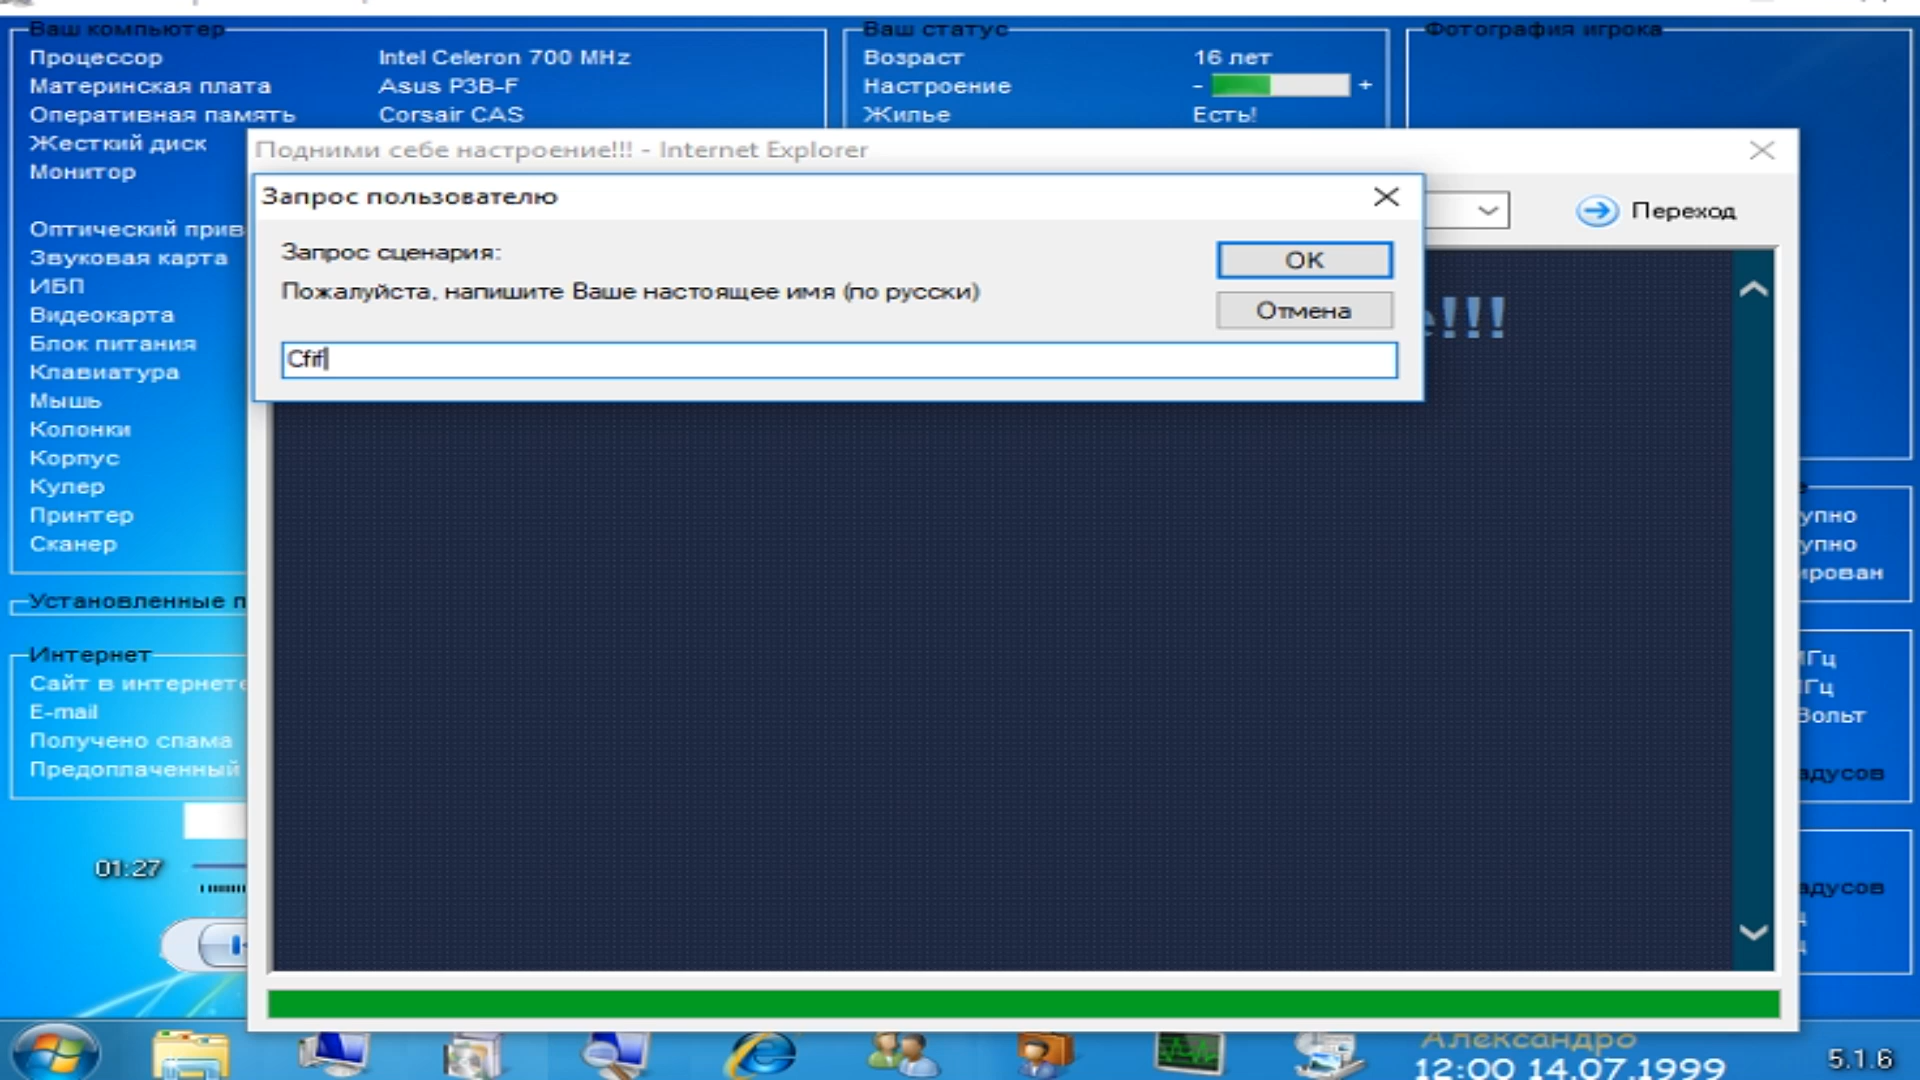 Ваш компьютер
Процессор Intel Celeron 700 MHz
Материнская плата Asus P3B-F
Оперативная память Corsair CAS
Жесткий диск
Монитор
Оптический прив
Звуковая карта
ИБП
Видеокарта
Блок питания
Клавиатура
Мышь
Колонки
Корпус
Кулер
Принтер
Сканер
Установленные п
Интернет
Сайт в интернете
E-mail
Получено спама
Предоплаченный
01:27
Ваш статус
Возраст 16 лет
Настроение - +
Жилье Есть!
Фотография игрока
Подними себе настроение!!! - Internet Explorer
Запрос пользователю
Запрос сценария:
Пожалуйста, напишите Ваше настоящее имя (по русски)
Cfif
OK
Отмена
Переход
е!!!
упно
упно
ирован
Гц
Гц
Вольт
адусов
адусов
Александро
12:00 14.07.1999
5.1.6